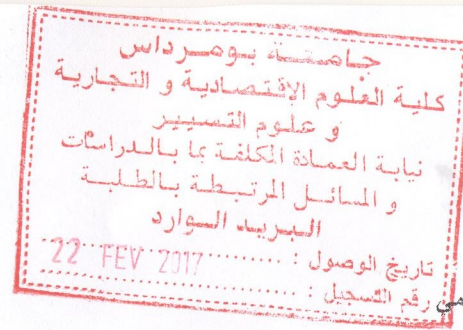 جامعة بومرداس
كلية العلوم الاقتصادية و التجارية
و علوم التسيير
نيابة العمادة المكلفة بما بالدراسات
و المسائل المرتبطة بالطلبة
البريد الوارد
تاريخ الوصول : 22 FEV 2017
رقم التسجيل :
مي